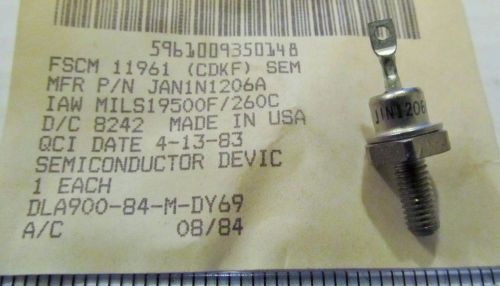 5961009350148
FSCM 11961 (CDKF) SEM
MFR P/N JAN1N1206A
IAW MILS19500F/260C
D/C 8242 MADE IN USA
QCI DATE 4-13-83
SEMICONDUCTOR DEVIC
1 EACH
DLA900-84-M-DY69
A/C 08/84
J1N1206